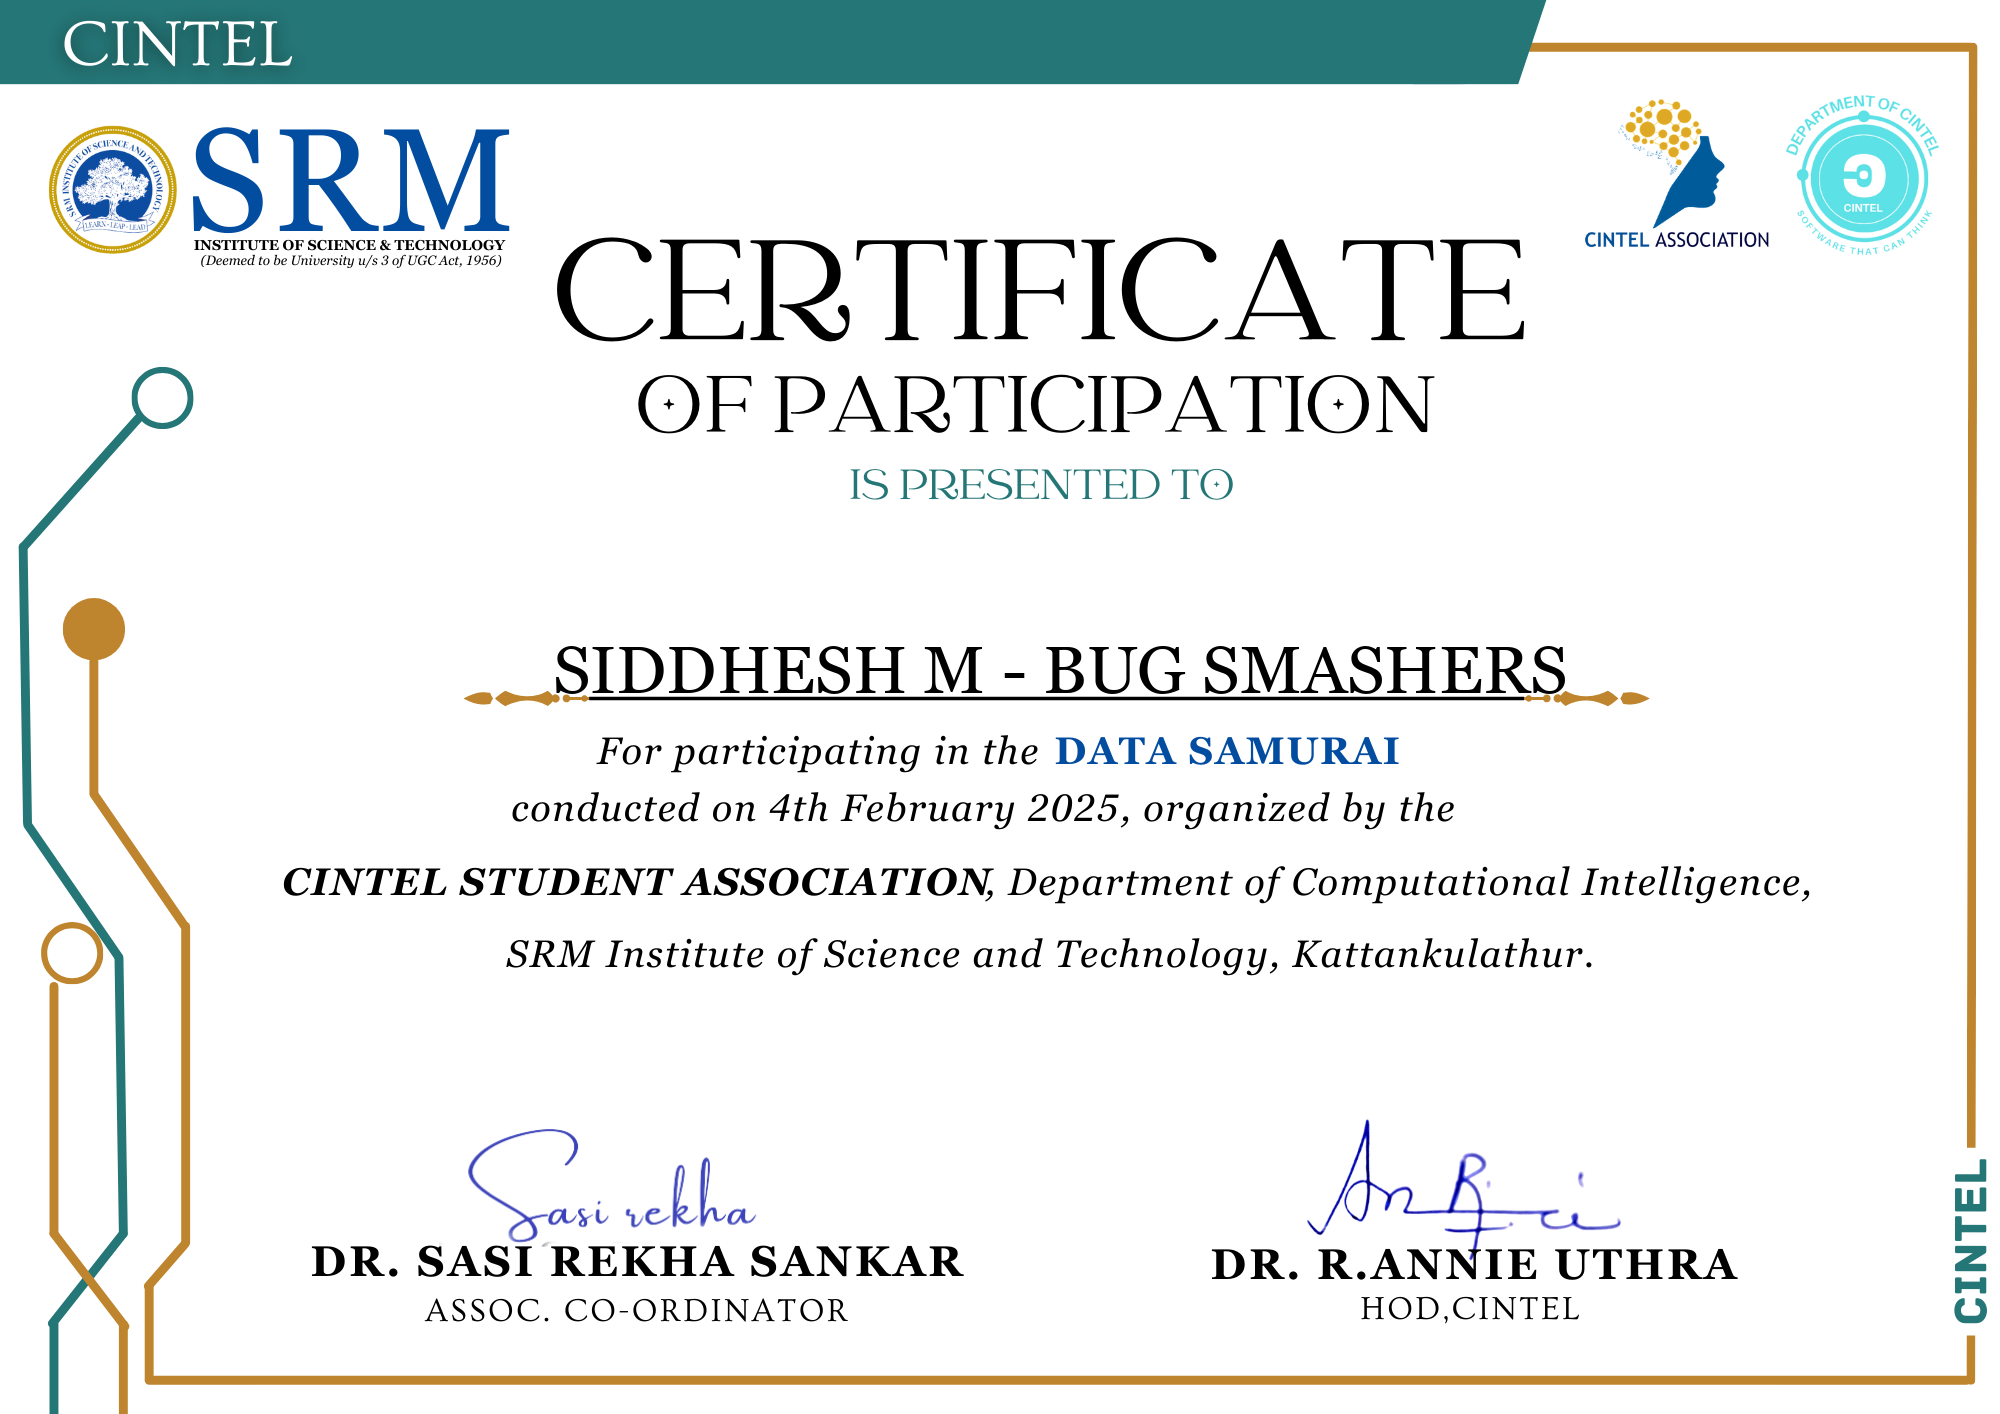 CINTEL
SRM INSTITUTE OF SCIENCE AND TECHNOLOGY
LEARN - LEAP - LEAD
SRM
INSTITUTE OF SCIENCE & TECHNOLOGY
(Deemed to be University u/s 3 of UGC Act, 1956)
CINTEL ASSOCIATION
DEPARTMENT OF CINTEL
CINTEL
SOFTWARE THAT CAN THINK
CERTIFICATE
OF PARTICIPATION
IS PRESENTED TO
SIDDHESH M - BUG SMASHERS
For participating in the DATA SAMURAI
conducted on 4th February 2025, organized by the
CINTEL STUDENT ASSOCIATION, Department of Computational Intelligence,
SRM Institute of Science and Technology, Kattankulathur.
Sasi rekha
DR. SASI REKHA SANKAR
ASSOC. CO-ORDINATOR
DR. R.ANNIE UTHRA
HOD,CINTEL
CINTEL